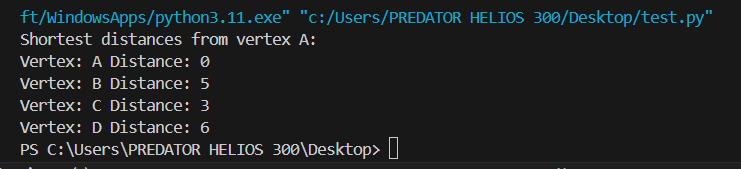 ft/WindowsApps/python3.11.exe" "c:/Users/PREDATOR HELIOS 300/Desktop/test.py"
Shortest distances from vertex A:
Vertex: A Distance: 0
Vertex: B Distance: 5
Vertex: C Distance: 3
Vertex: D Distance: 6
PS C:\Users\PREDATOR HELIOS 300\Desktop>